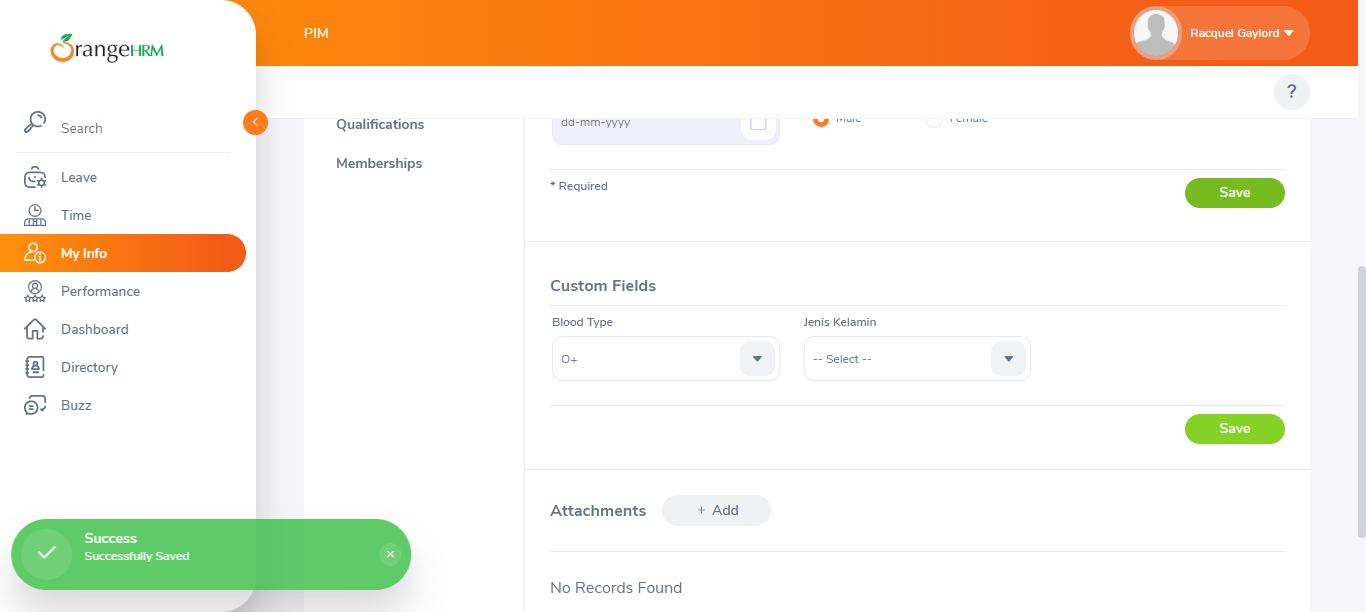 OrangeHRM
PIM
Racquel Gaylord
?
Search
Leave
Time
My Info
Performance
Dashboard
Directory
Buzz
Qualifications
Memberships
dd-mm-yyyy
Male
Female
* Required
Save
Custom Fields
Blood Type
Jenis Kelamin
O+
-- Select --
Save
Attachments
+ Add
No Records Found
Success
Successfully Saved